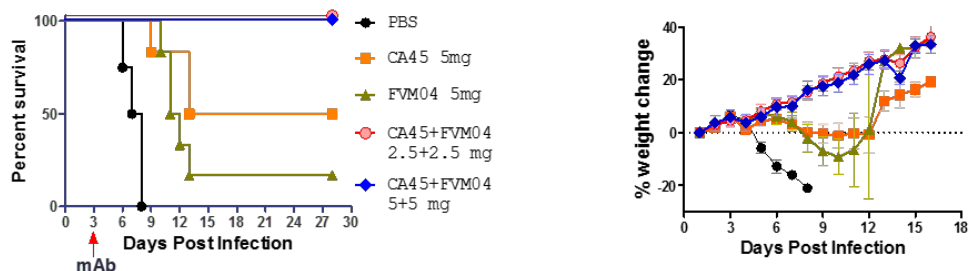 Percent survival
100
50
0
0 3 6 9 12 15 18 21 24 27 30
Days Post Infection
mAb
PBS
CA45 5mg
FVM04 5mg
CA45+FVM04
2.5+2.5 mg
CA45+FVM04
5+5 mg
% weight change
40
20
0
-20
0 3 6 9 12 15 18
Days Post Infection